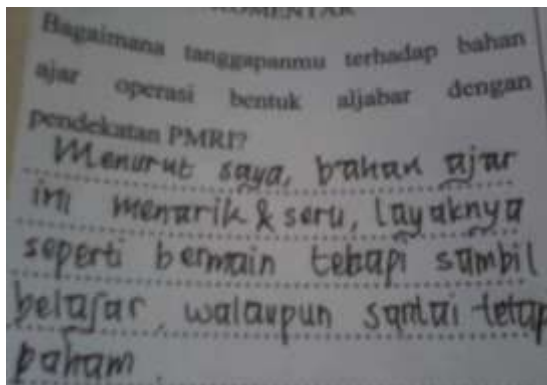 KOMENTAR
Bagaimana tanggapanmu terhadap bahan
ajar operasi bentuk aljabar dengan
pendekatan PMRI?
Menurut saya, bahan ajar
ini menarik & seru, layaknya
seperti bermain tetapi sambil
belajar, walaupun santai tetap
paham.